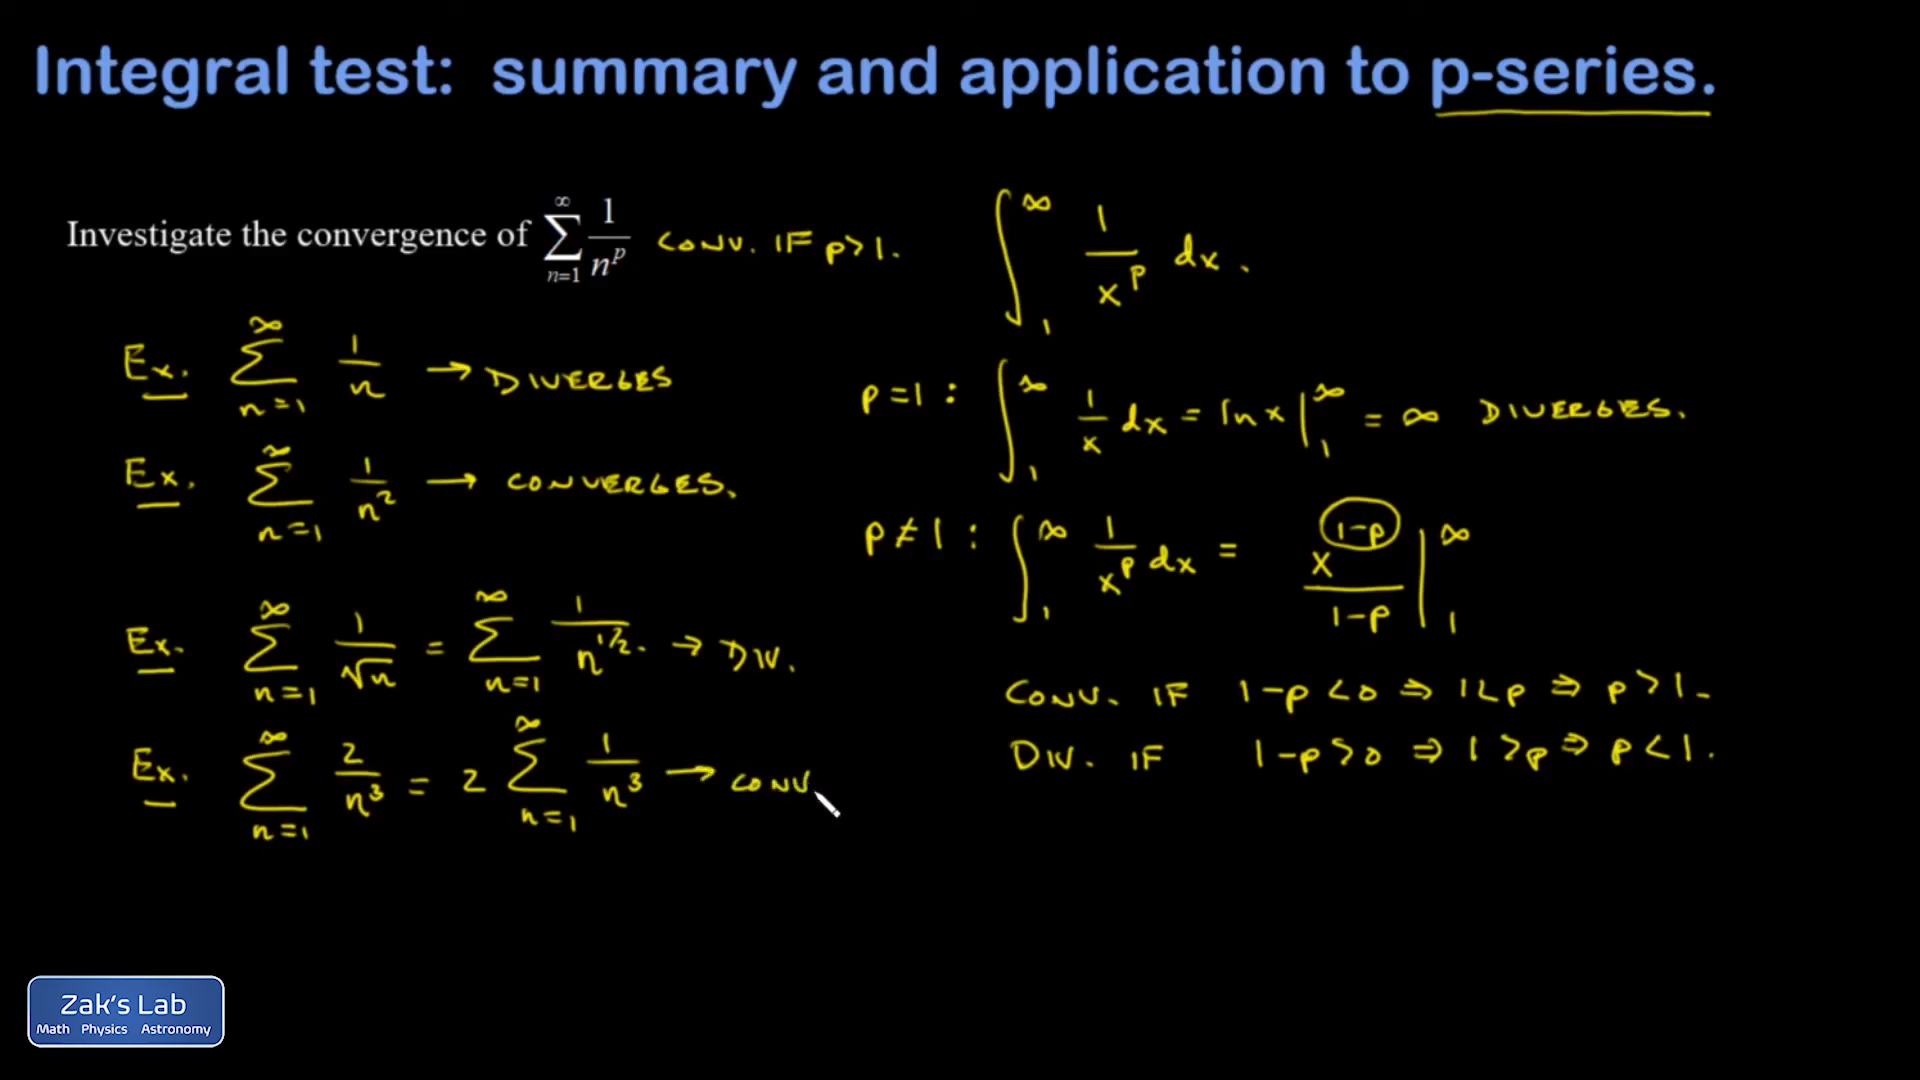 Integral test: summary and application to p-series.
Investigate the convergence of ∑_{n=1}^{∞} 1/n^p CONV. IF p>1.
Ex. ∑_{n=1}^{∞} 1/n → DIVERGES
Ex. ∑_{n=1}^{∞} 1/n² → CONVERGES.
Ex. ∑_{n=1}^{∞} 1/√n = ∑_{n=1}^{∞} 1/n^{1/2}. → DIV.
Ex. ∑_{n=1}^{∞} 2/n³ = 2 ∑_{n=1}^{∞} 1/n³ → CONV
∫_1^∞ 1/x^p dx.
p=1: ∫_1^∞ 1/x dx = ln x |_1^∞ = ∞ DIVERGES.
p≠1: ∫_1^∞ 1/x^p dx = x^{1-p}/(1-p) |_1^∞
CONV. IF 1-p<0 ⇒ 1<p ⇒ p>1.
DIV. IF 1-p>0 ⇒ 1>p ⇒ p<1.
Zak's Lab
Math Physics Astronomy